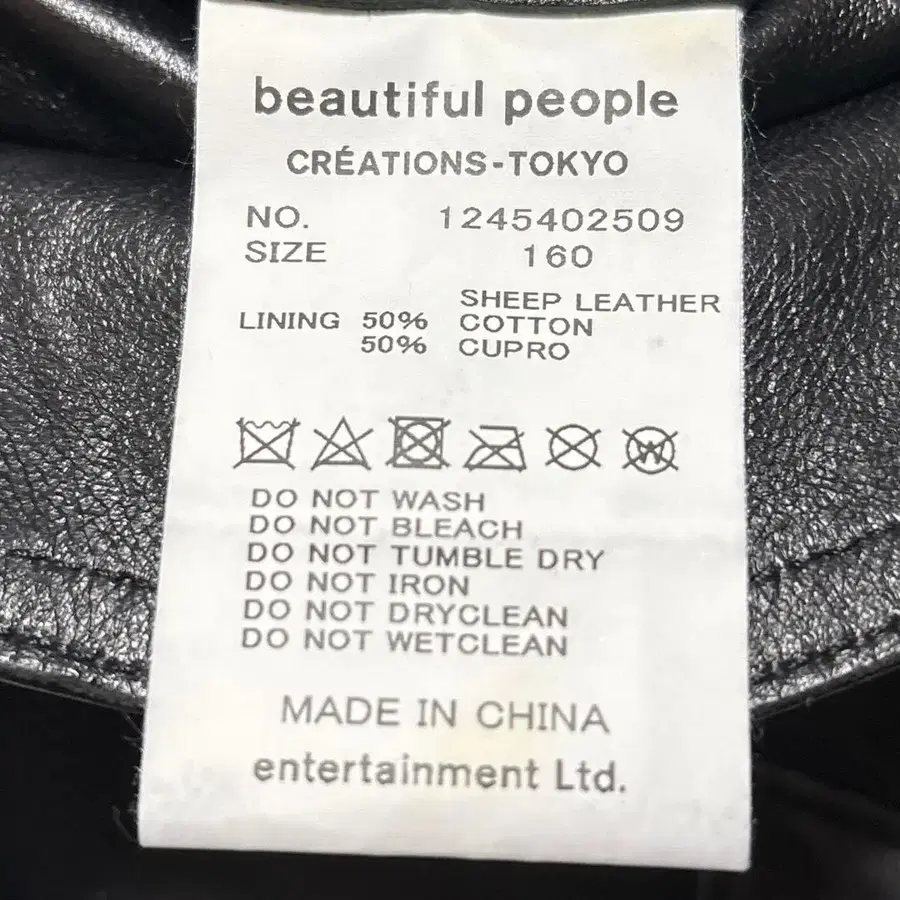 beautiful people
CRÉATIONS-TOKYO
NO. 1245402509
SIZE 160
SHEEP LEATHER
LINING 50% COTTON
50% CUPRO
W
DO NOT WASH
DO NOT BLEACH
DO NOT TUMBLE DRY
DO NOT IRON
DO NOT DRYCLEAN
DO NOT WETCLEAN
MADE IN CHINA
entertainment Ltd.